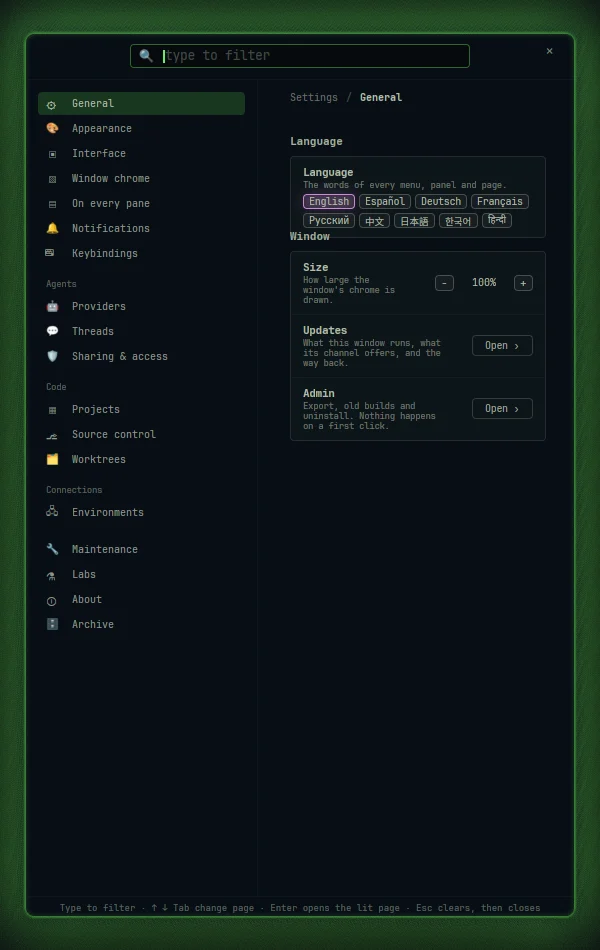 type to filter
×
General
Appearance
Interface
Window chrome
On every pane
Notifications
Keybindings
Agents
Providers
Threads
Sharing & access
Code
Projects
Source control
Worktrees
Connections
Environments
Maintenance
Labs
About
Archive
Settings / General
Language
Language
The words of every menu, panel and page.
English Español Deutsch Français
Русский 中文 日本語 한국어 हिन्दी
Window
Size
How large the
window's chrome is
drawn.
- 100% +
Updates
What this window runs, what
its channel offers, and the
way back.
Open ›
Admin
Export, old builds and
uninstall. Nothing happens
on a first click.
Open ›
Type to filter · ↑ ↓ Tab change page · Enter opens the lit page · Esc clears, then closes